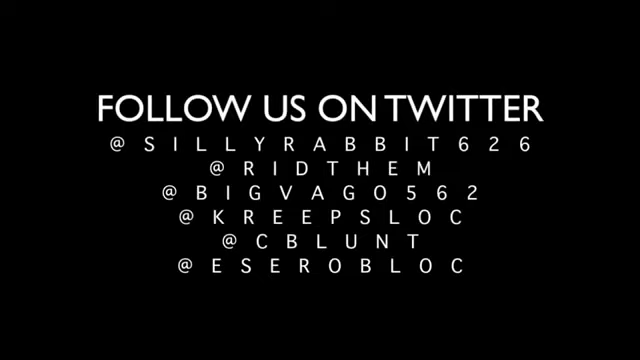 FOLLOW US ON TWITTER
@SILLYRABBIT626
@RIDTHEM
@BIGVAGO562
@KREEPSLOC
@CBLUNT
@ESEROBLOC